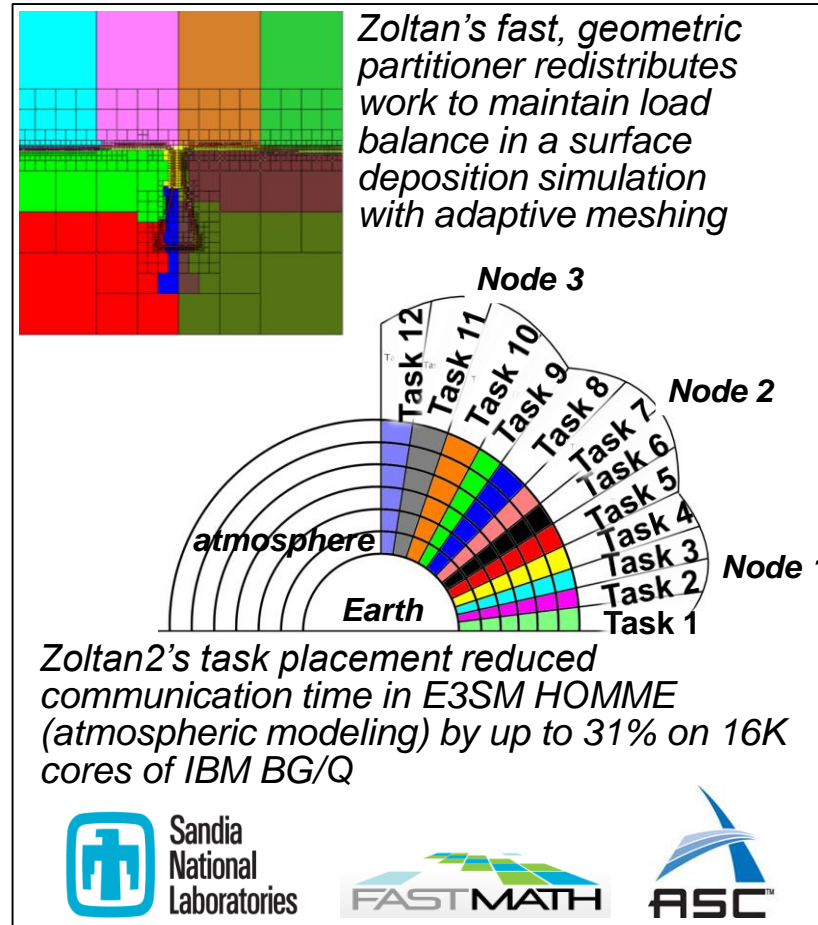 Zoltan's fast, geometric
partitioner redistributes
work to maintain load
balance in a surface
deposition simulation
with adaptive meshing
Node 3
Task 12
Task 11
Task 10
Task 9
Task 8
Node 2
Task 7
Task 6
Task 5
Task 4
Task 3
Node 1
Task 2
Task 1
atmosphere
Earth
Zoltan2's task placement reduced
communication time in E3SM HOMME
(atmospheric modeling) by up to 31% on 16K
cores of IBM BG/Q
Sandia
National
Laboratories
FASTMATH
ASC™